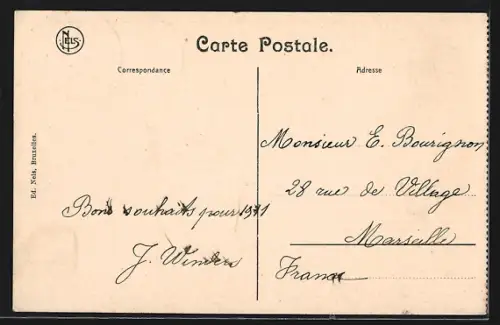 NELS
Carte Postale.
Correspondance
Adresse
Ed. Nels, Bruxelles.
Monsieur E. Bourignon
28 rue de Village
Marseille
France
Bons souhaits pour 1911
J. Winders